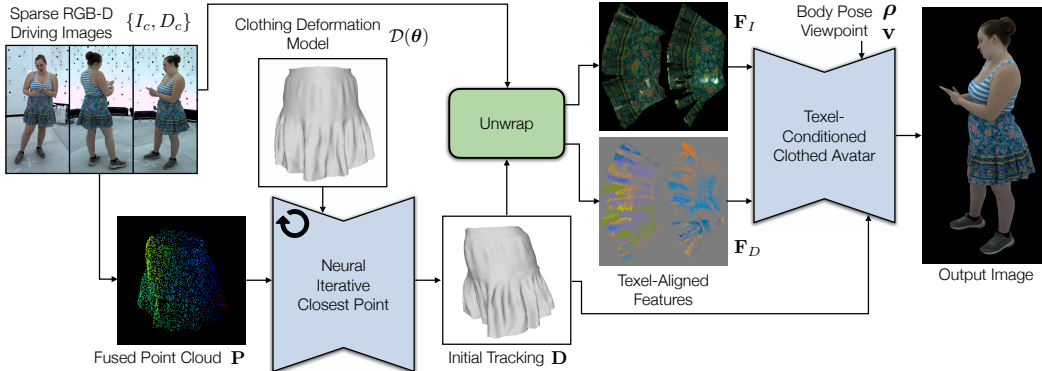 Sparse RGB-D
Driving Images {I_c, D_c}
Clothing Deformation
Model 𝒟(θ)
Fused Point Cloud P
Neural
Iterative
Closest Point
Initial Tracking D
Unwrap
F_I
F_D
Texel-Aligned
Features
Body Pose ρ
Viewpoint v
Texel-
Conditioned
Clothed Avatar
Output Image